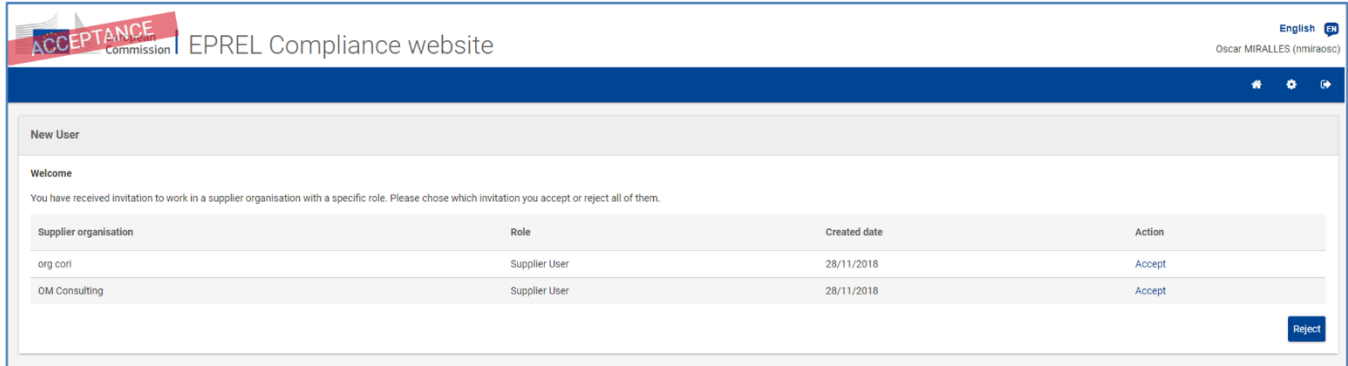 ACCEPTANCE
European
Commission
EPREL Compliance website
English EN
Oscar MIRALLES (nmiraosc)
New User
Welcome
You have received invitation to work in a supplier organisation with a specific role. Please chose which invitation you accept or reject all of them.
Supplier organisation Role Created date Action
org cori Supplier User 28/11/2018 Accept
OM Consulting Supplier User 28/11/2018 Accept
Reject